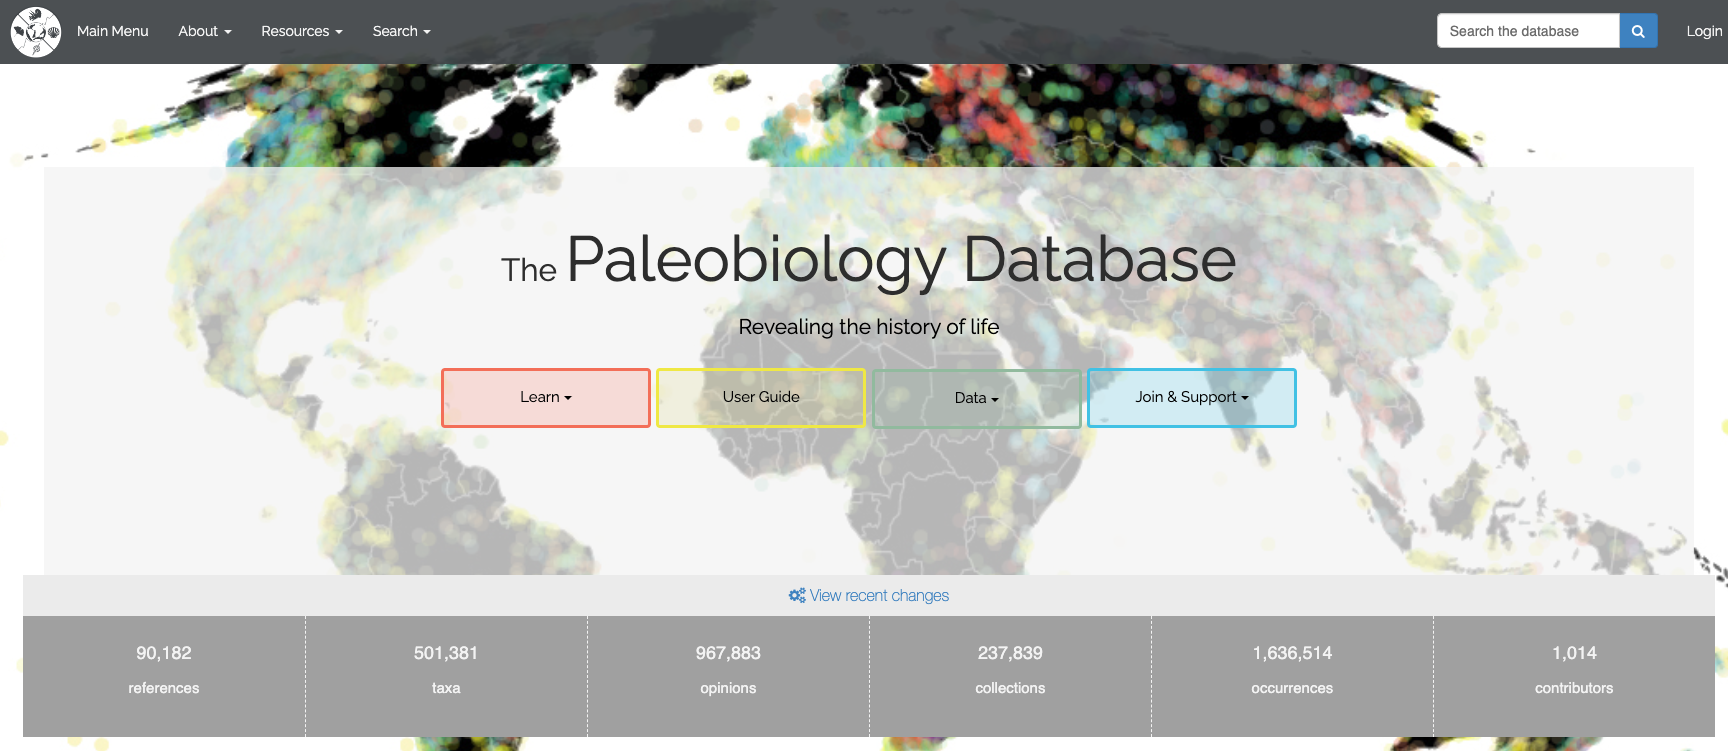 Main Menu About Resources Search Search the database Login
The Paleobiology Database
Revealing the history of life
Learn User Guide Data Join & Support
View recent changes
90,182 501,381 967,883 237,839 1,636,514 1,014
references taxa opinions collections occurrences contributors